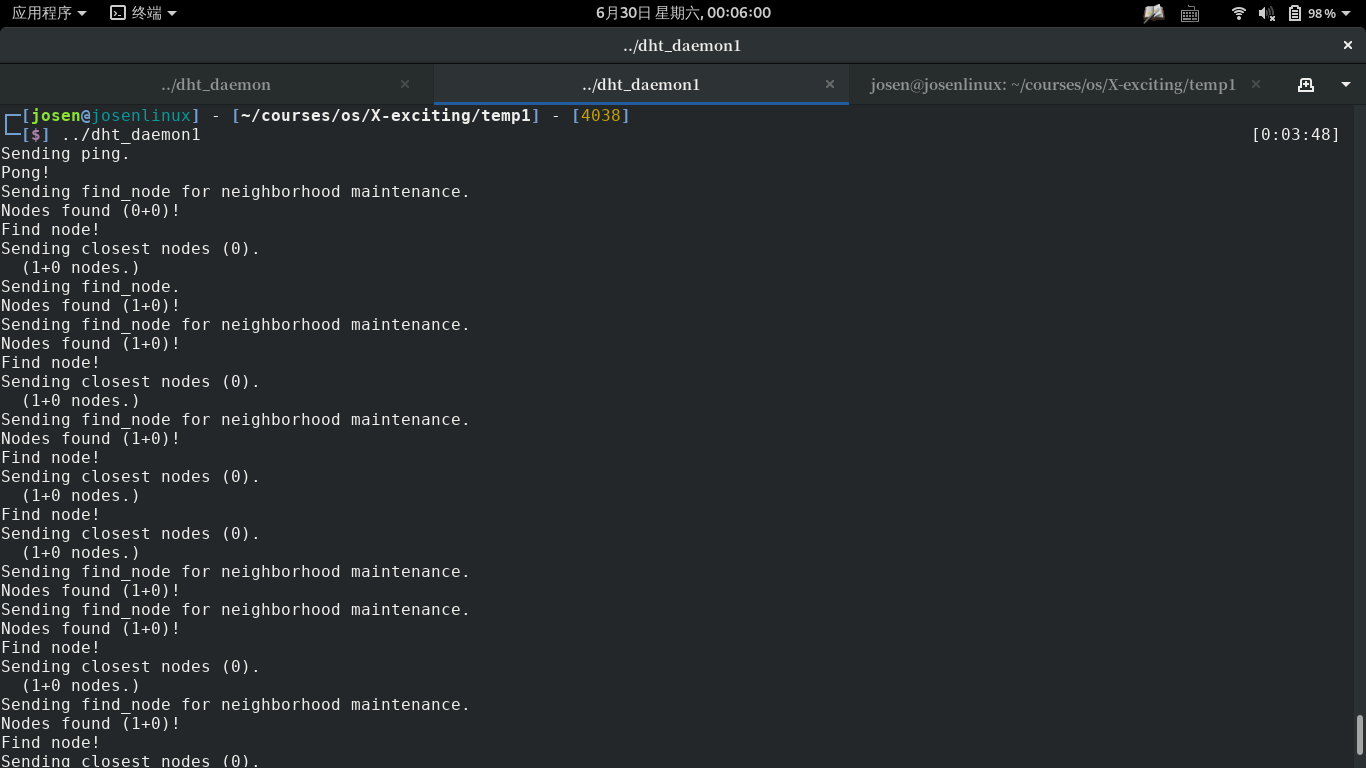 应用程序 终端 6月30日 星期六, 00:06:00 98%
../dht_daemon1
../dht_daemon ../dht_daemon1 josen@josenlinux: ~/courses/os/X-exciting/temp1
[josen@josenlinux] - [~/courses/os/X-exciting/temp1] - [4038]
[$] ../dht_daemon1 [0:03:48]
Sending ping.
Pong!
Sending find_node for neighborhood maintenance.
Nodes found (0+0)!
Find node!
Sending closest nodes (0).
  (1+0 nodes.)
Sending find_node.
Nodes found (1+0)!
Sending find_node for neighborhood maintenance.
Nodes found (1+0)!
Find node!
Sending closest nodes (0).
  (1+0 nodes.)
Sending find_node for neighborhood maintenance.
Nodes found (1+0)!
Find node!
Sending closest nodes (0).
  (1+0 nodes.)
Find node!
Sending closest nodes (0).
  (1+0 nodes.)
Sending find_node for neighborhood maintenance.
Nodes found (1+0)!
Sending find_node for neighborhood maintenance.
Nodes found (1+0)!
Find node!
Sending closest nodes (0).
  (1+0 nodes.)
Sending find_node for neighborhood maintenance.
Nodes found (1+0)!
Find node!
Sending closest nodes (0).